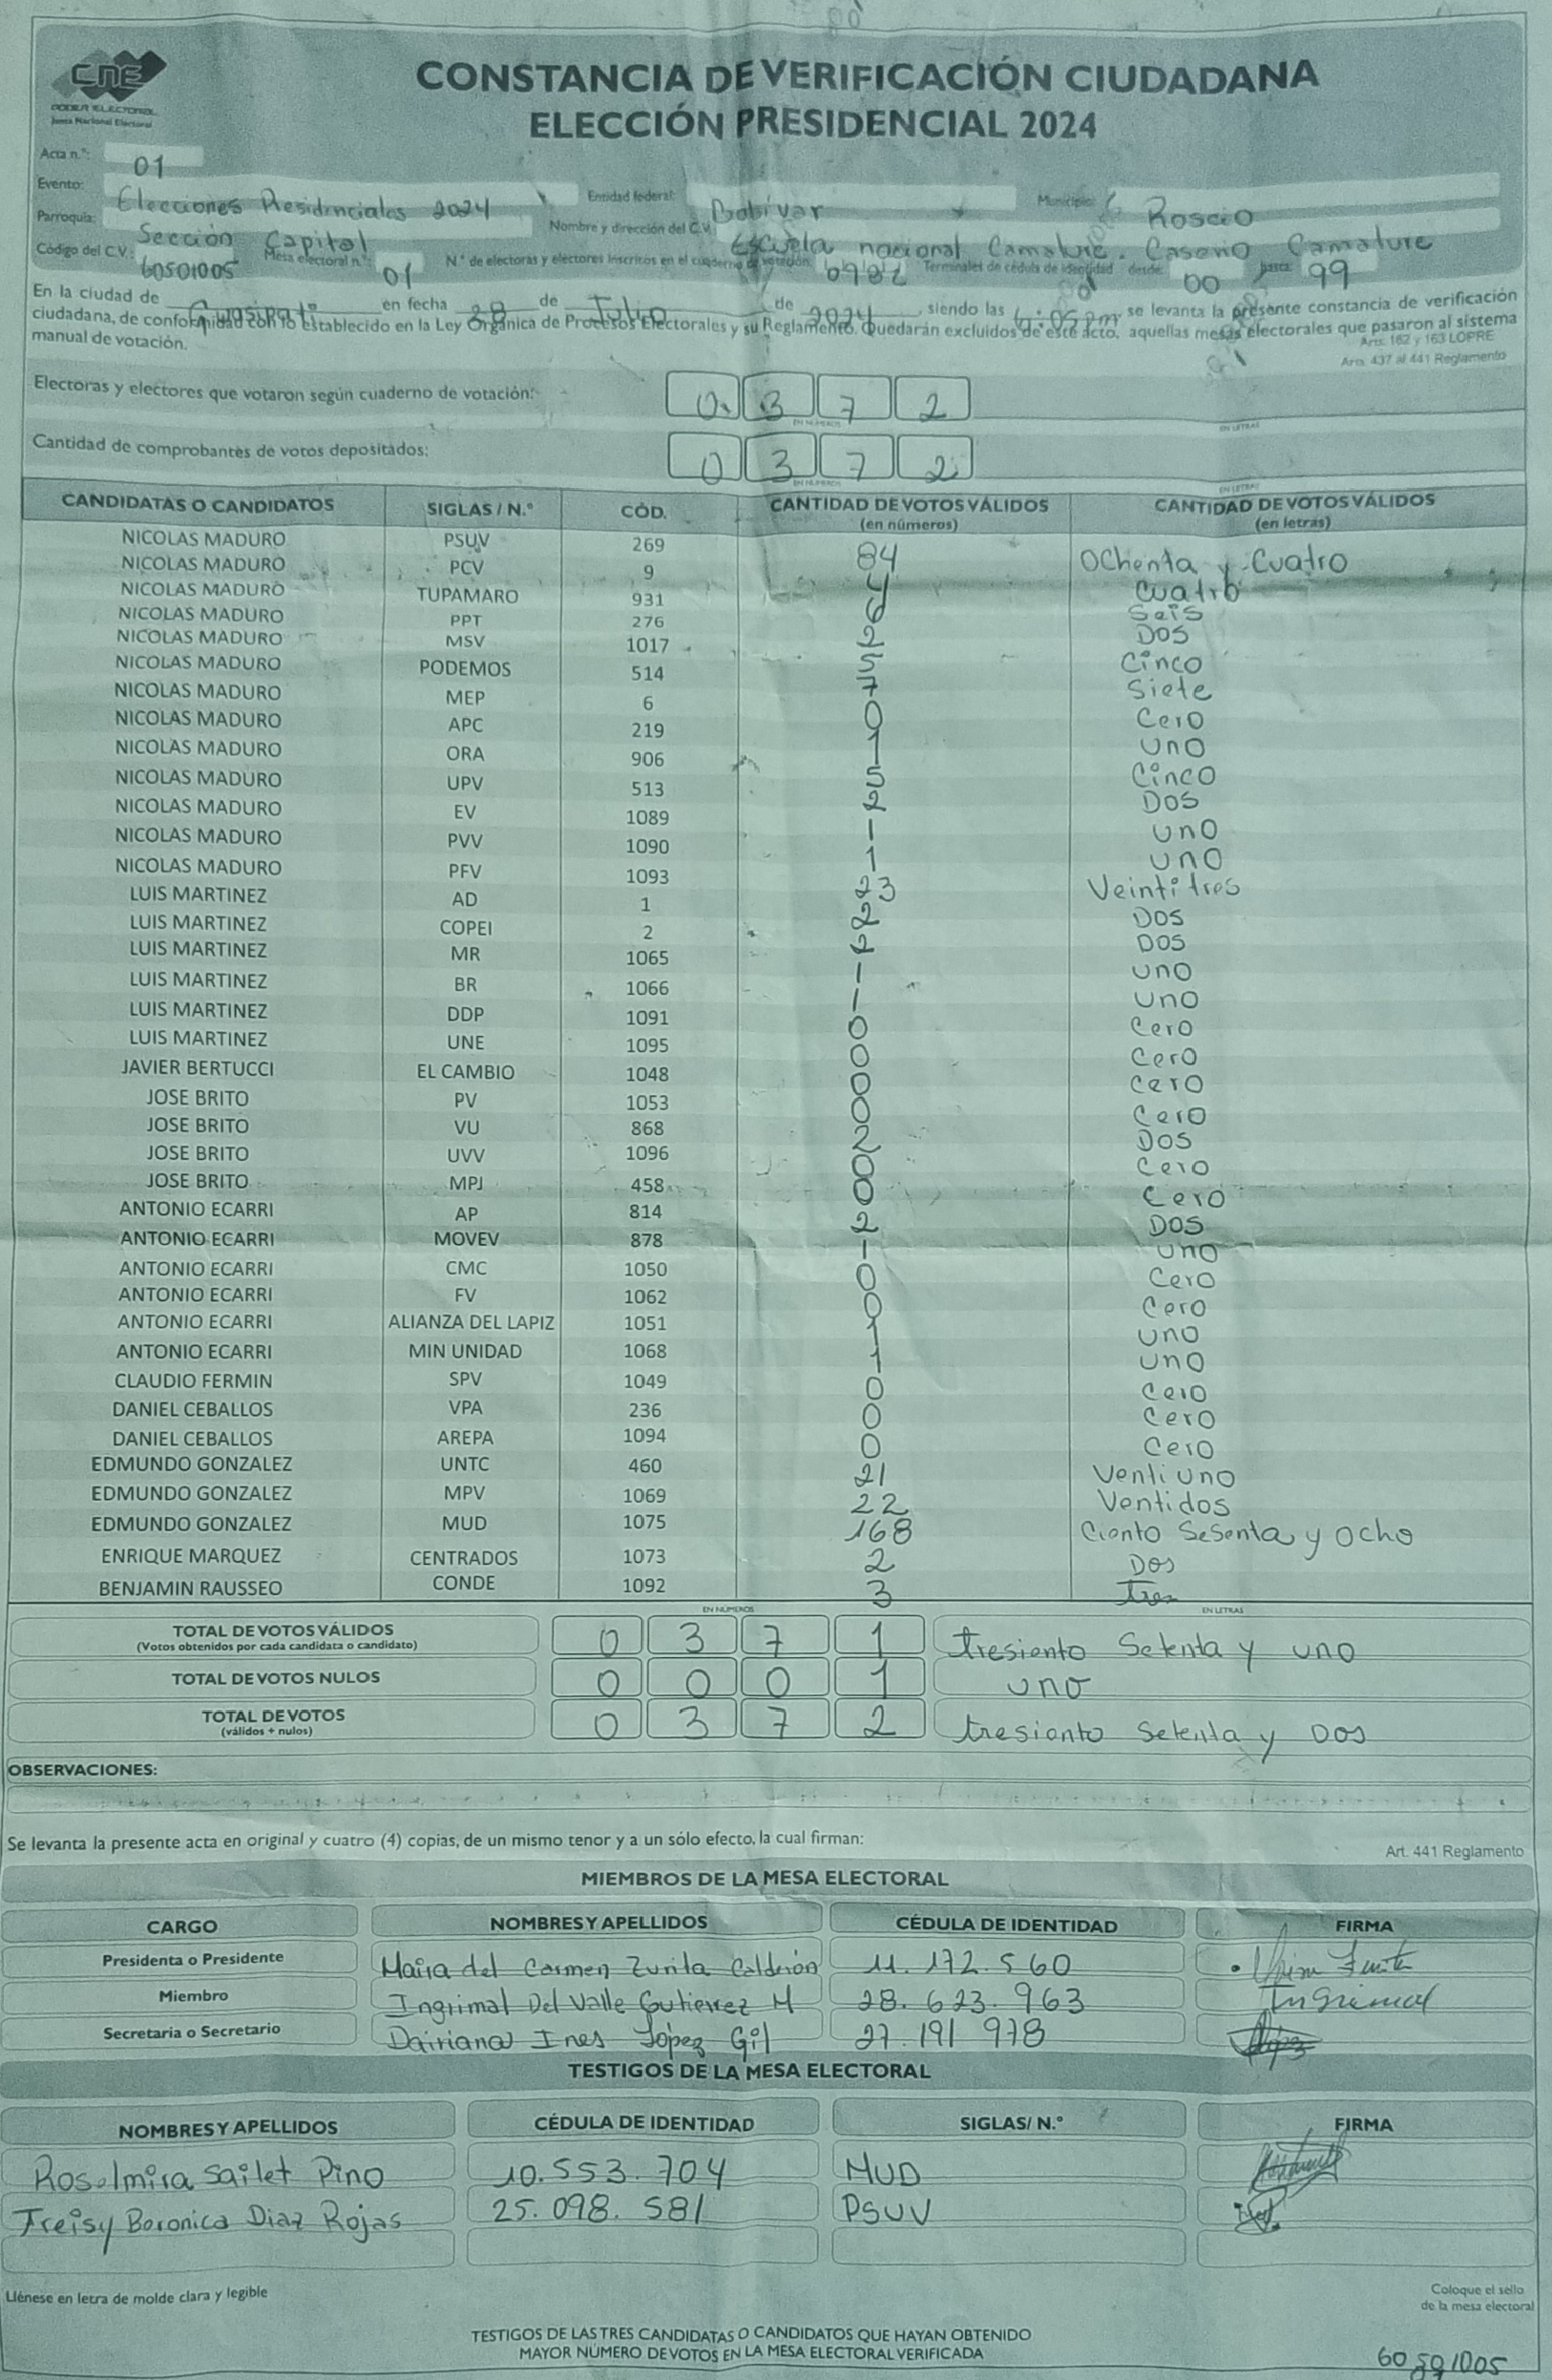 CNE
PODER ELECTORAL
Junta Nacional Electoral
CONSTANCIA DE VERIFICACIÓN CIUDADANA
ELECCIÓN PRESIDENCIAL 2024
Acta n.°: 01
Evento: Elecciones Presidenciales 2024 Entidad federal: Bolívar Municipio: Roscio
Parroquia: Sección Capital Nombre y dirección del C.V.: Escuela nacional Camature. Caserio Camature
Código del C.V.: 60501005 Mesa electoral n.°: 01 N.° de electoras y electores inscritos en el cuaderno de votación: Terminales de cédula de identidad desde: 00 hasta: 99
En la ciudad de Guasipati en fecha 28 de Julio de 2024, siendo las 6:05 pm, se levanta la presente constancia de verificación
ciudadana, de conformidad con lo establecido en la Ley Orgánica de Procesos Electorales y su Reglamento. Quedarán excluidos de este acto, aquellas mesas electorales que pasaron al sistema
manual de votación.
Arts. 162 y 163 LOPRE
Arts. 437 al 441 Reglamento
Electoras y electores que votaron según cuaderno de votación: 0 3 7 2
EN NÚMEROS EN LETRAS
Cantidad de comprobantes de votos depositados: 0 3 7 2
EN NÚMEROS EN LETRAS
CANDIDATAS O CANDIDATOS SIGLAS / N.° CÓD. CANTIDAD DE VOTOS VÁLIDOS (en números) CANTIDAD DE VOTOS VÁLIDOS (en letras)
NICOLAS MADURO PSUV 269 84 Ochenta y Cuatro
NICOLAS MADURO PCV 9 4 Cuatro
NICOLAS MADURO TUPAMARO 931 6 Seis
NICOLAS MADURO PPT 276 2 DOS
NICOLAS MADURO MSV 1017 5 Cinco
NICOLAS MADURO PODEMOS 514 7 Siete
NICOLAS MADURO MEP 6 0 Cero
NICOLAS MADURO APC 219 1 uno
NICOLAS MADURO ORA 906 5 Cinco
NICOLAS MADURO UPV 513 2 DOS
NICOLAS MADURO EV 1089 1 uno
NICOLAS MADURO PVV 1090 1 uno
NICOLAS MADURO PFV 1093 23 Veintitres
LUIS MARTINEZ AD 1 2 DOS
LUIS MARTINEZ COPEI 2 2 DOS
LUIS MARTINEZ MR 1065 1 uno
LUIS MARTINEZ BR 1066 1 uno
LUIS MARTINEZ DDP 1091 0 Cero
LUIS MARTINEZ UNE 1095 0 Cero
JAVIER BERTUCCI EL CAMBIO 1048 0 Cero
JOSE BRITO PV 1053 0 Cero
JOSE BRITO VU 868 2 DOS
JOSE BRITO UVV 1096 0 Cero
JOSE BRITO MPJ 458 0 Cero
ANTONIO ECARRI AP 814 2 DOS
ANTONIO ECARRI MOVEV 878 1 uno
ANTONIO ECARRI CMC 1050 0 Cero
ANTONIO ECARRI FV 1062 0 Cero
ANTONIO ECARRI ALIANZA DEL LAPIZ 1051 1 uno
ANTONIO ECARRI MIN UNIDAD 1068 1 uno
CLAUDIO FERMIN SPV 1049 0 Cero
DANIEL CEBALLOS VPA 236 0 Cero
DANIEL CEBALLOS AREPA 1094 0 Cero
EDMUNDO GONZALEZ UNTC 460 21 Ventiuno
EDMUNDO GONZALEZ MPV 1069 22 Ventidos
EDMUNDO GONZALEZ MUD 1075 168 Ciento Sesenta y Ocho
ENRIQUE MARQUEZ CENTRADOS 1073 2 Dos
BENJAMIN RAUSSEO CONDE 1092 3 Tres
EN NÚMEROS EN LETRAS
TOTAL DE VOTOS VÁLIDOS 0 3 7 1 tresiento Setenta y uno
(Votos obtenidos por cada candidata o candidato)
TOTAL DE VOTOS NULOS 0 0 0 1 uno
TOTAL DE VOTOS 0 3 7 2 tresiento Setenta y Dos
(válidos + nulos)
OBSERVACIONES:
Se levanta la presente acta en original y cuatro (4) copias, de un mismo tenor y a un sólo efecto, la cual firman:
Art. 441 Reglamento
MIEMBROS DE LA MESA ELECTORAL
CARGO NOMBRES Y APELLIDOS CÉDULA DE IDENTIDAD FIRMA
Presidenta o Presidente Maira del Carmen Zurita Calderón 11.172.560
Miembro Ingrimal Del Valle Gutierrez M 28.623.963 Ingrimal
Secretaria o Secretario Dairiana Ines López Gil 27.191 978
TESTIGOS DE LA MESA ELECTORAL
NOMBRES Y APELLIDOS CÉDULA DE IDENTIDAD SIGLAS/ N.° FIRMA
Roselmira Sailet Pino 10.553.704 MUD
Freisy Beronica Diaz Rojas 25.098.581 PSUV
Llénese en letra de molde clara y legible
Coloque el sello
de la mesa electoral
TESTIGOS DE LAS TRES CANDIDATAS O CANDIDATOS QUE HAYAN OBTENIDO
MAYOR NÚMERO DE VOTOS EN LA MESA ELECTORAL VERIFICADA
60501005